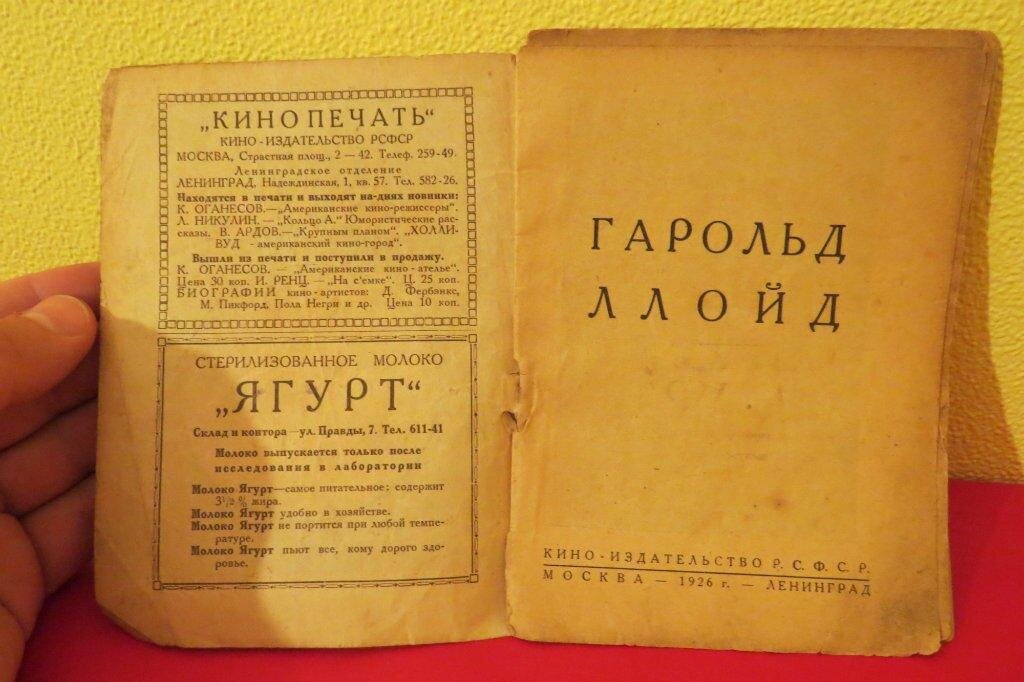 „КИНОПЕЧАТЬ“
КИНО-ИЗДАТЕЛЬСТВО РСФСР
МОСКВА, Страстная площ., 2 — 42. Телеф. 259-49.
Ленинградское отделение
ЛЕНИНГРАД, Надеждинская, 1, кв. 57. Тел. 582-26.
Находятся в печати и выходят на-днях новинки:
К. ОГАНЕСОВ.—„Американские кино-режиссеры“.
Л. НИКУЛИН. — „Кольцо А.“ Юмористические рас-
сказы. В. АРДОВ.—„Крупным планом“. „ХОЛЛИ-
ВУД - американский кино-город“.
Вышли из печати и поступили в продажу.
К. ОГАНЕСОВ. — „Американские кино-ателье“.
Цена 30 коп. И. РЕНЦ. — „На с'емке“. Ц. 25 коп.
БИОГРАФИИ кино-артистов: Д. Фербэнкс,
М. Пикфорд, Пола Негри и др. Цена 10 коп.
СТЕРИЛИЗОВАННОЕ МОЛОКО
„ЯГУРТ“
Склад и контора—ул. Правды, 7. Тел. 611-41
Молоко выпускается только после
исследования в лаборатории
Молоко Ягурт—самое питательное: содержит
3½ % жира.
Молоко Ягурт удобно в хозяйстве.
Молоко Ягурт не портится при любой темпе-
ратуре.
Молоко Ягурт пьют все, кому дорого здо-
ровье.
ГАРОЛЬД
ЛЛОЙД
КИНО-ИЗДАТЕЛЬСТВО Р. С. Ф. С. Р.
МОСКВА — 1926 г. — ЛЕНИНГРАД